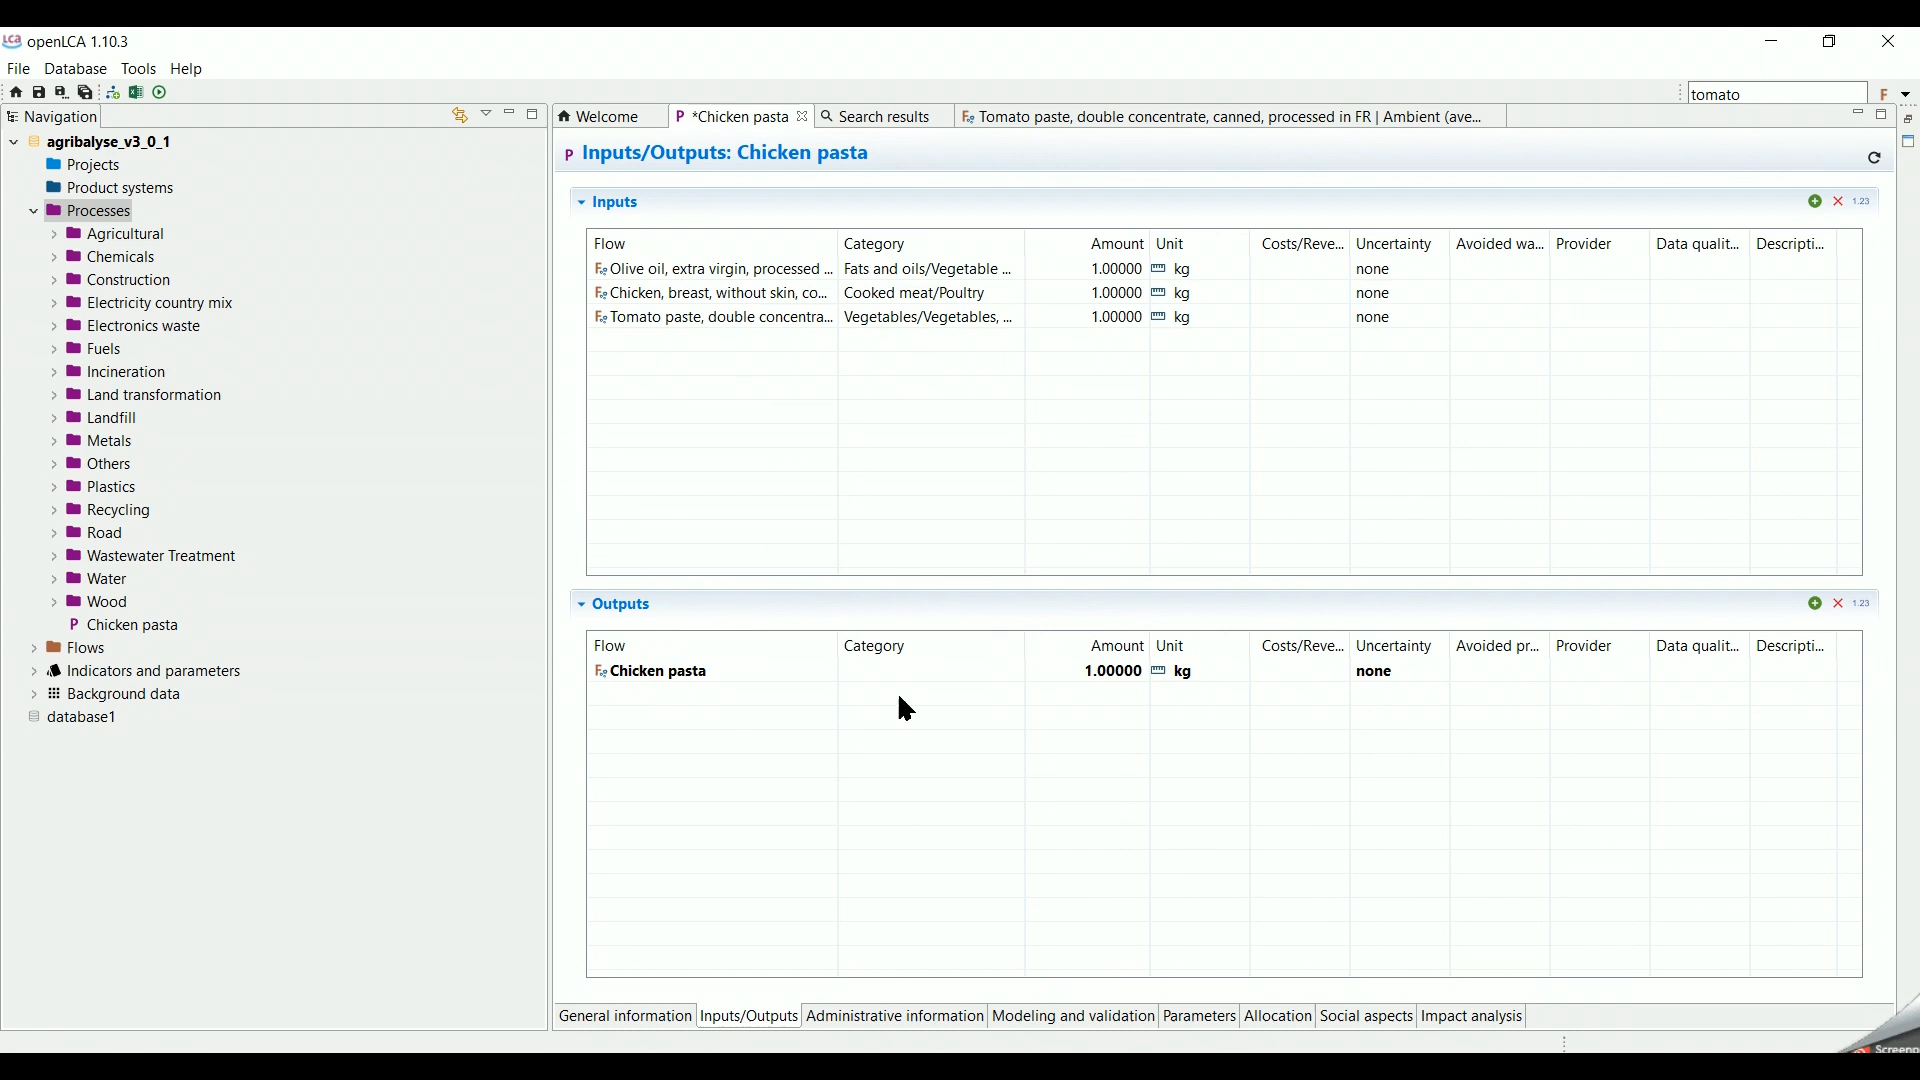 openLCA 1.10.3
File Database Tools Help
tomato
Navigation
Welcome
*Chicken pasta
Search results
Tomato paste, double concentrate, canned, processed in FR | Ambient (ave...
agribalyse_v3_0_1
Projects
Product systems
Processes
Agricultural
Chemicals
Construction
Electricity country mix
Electronics waste
Fuels
Incineration
Land transformation
Landfill
Metals
Others
Plastics
Recycling
Road
Wastewater Treatment
Water
Wood
P Chicken pasta
Flows
Indicators and parameters
Background data
database1
P Inputs/Outputs: Chicken pasta
Inputs 1.23
Flow Category Amount Unit Costs/Reve... Uncertainty Avoided wa... Provider Data qualit... Descripti...
Olive oil, extra virgin, processed ... Fats and oils/Vegetable ... 1.00000 kg none
Chicken, breast, without skin, co... Cooked meat/Poultry 1.00000 kg none
Tomato paste, double concentra... Vegetables/Vegetables, ... 1.00000 kg none
Outputs 1.23
Flow Category Amount Unit Costs/Reve... Uncertainty Avoided pr... Provider Data qualit... Descripti...
Chicken pasta 1.00000 kg none
General information Inputs/Outputs Administrative information Modeling and validation Parameters Allocation Social aspects Impact analysis